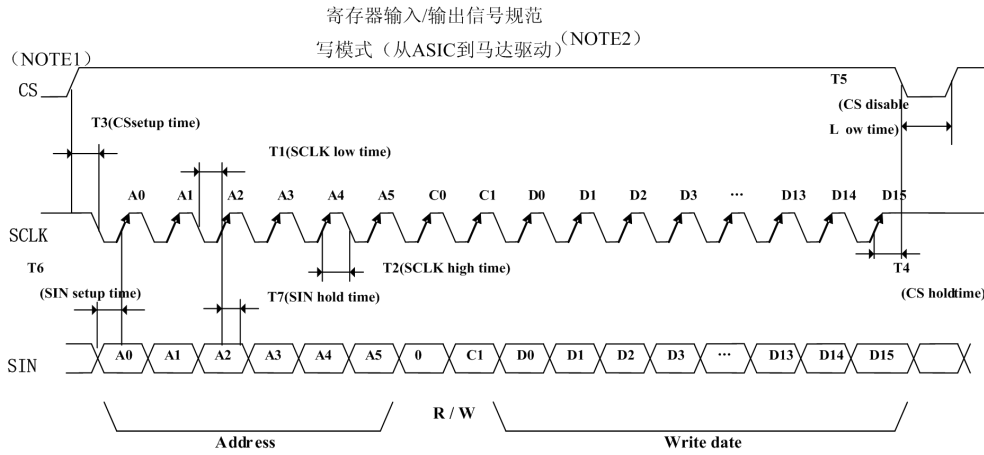 寄存器输入/输出信号规范
写模式（从ASIC到马达驱动）（NOTE2）
（NOTE1）
CS
T5
(CS disable
L ow time)
T3(CSsetup time)
T1(SCLK low time)
A0 A1 A2 A3 A4 A5 C0 C1 D0 D1 D2 D3 ··· D13 D14 D15
SCLK
T6
(SIN setup time)
T2(SCLK high time)
T7(SIN hold time)
T4
(CS holdtime)
A0 A1 A2 A3 A4 A5 0 C1 D0 D1 D2 D3 ··· D13 D14 D15
SIN
R / W
Address
Write date